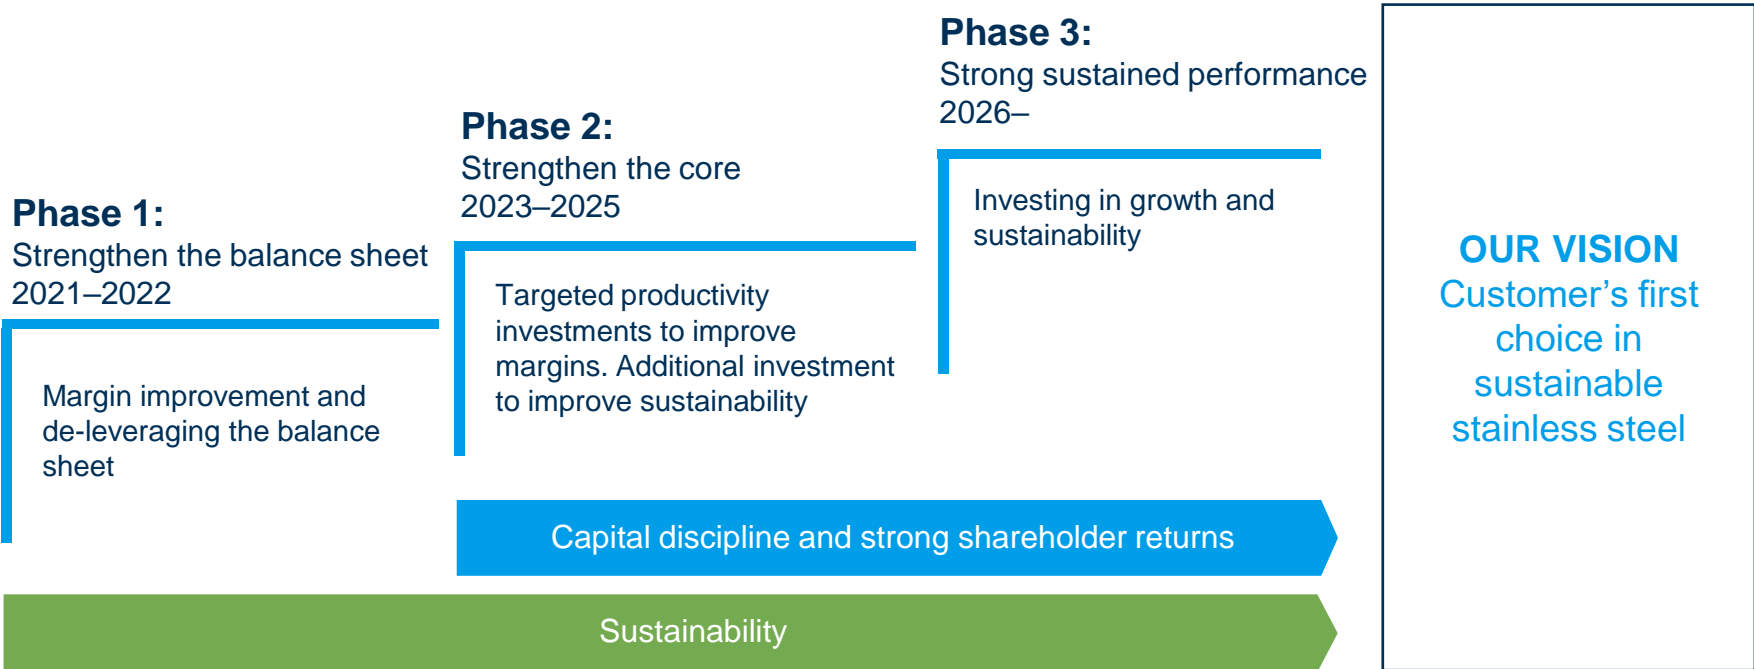 Phase 1:
Strengthen the balance sheet
2021–2022
Margin improvement and
de-leveraging the balance
sheet
Phase 2:
Strengthen the core
2023–2025
Targeted productivity
investments to improve
margins. Additional investment
to improve sustainability
Phase 3:
Strong sustained performance
2026–
Investing in growth and
sustainability
Capital discipline and strong shareholder returns
Sustainability
OUR VISION
Customer’s first
choice in
sustainable
stainless steel